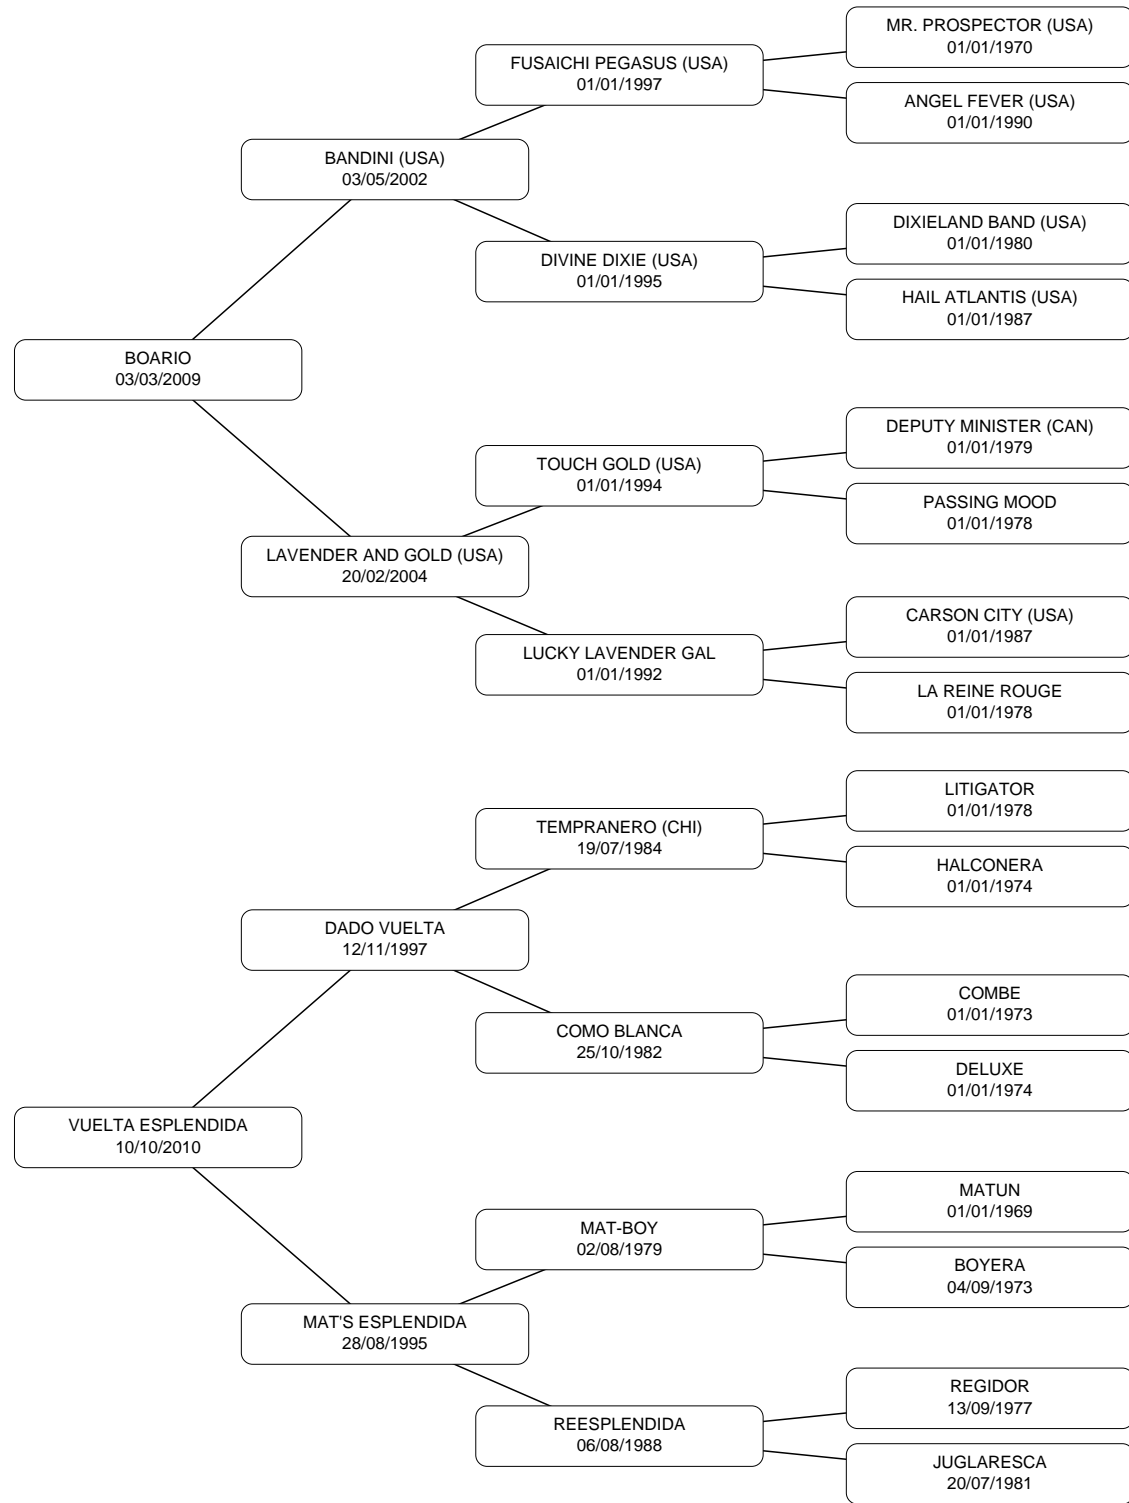 MR. PROSPECTOR (USA)
01/01/1970
FUSAICHI PEGASUS (USA)
01/01/1997
ANGEL FEVER (USA)
01/01/1990
BANDINI (USA)
03/05/2002
DIXIELAND BAND (USA)
01/01/1980
DIVINE DIXIE (USA)
01/01/1995
HAIL ATLANTIS (USA)
01/01/1987
BOARIO
03/03/2009
DEPUTY MINISTER (CAN)
01/01/1979
TOUCH GOLD (USA)
01/01/1994
PASSING MOOD
01/01/1978
LAVENDER AND GOLD (USA)
20/02/2004
CARSON CITY (USA)
01/01/1987
LUCKY LAVENDER GAL
01/01/1992
LA REINE ROUGE
01/01/1978
LITIGATOR
01/01/1978
TEMPRANERO (CHI)
19/07/1984
HALCONERA
01/01/1974
DADO VUELTA
12/11/1997
COMBE
01/01/1973
COMO BLANCA
25/10/1982
DELUXE
01/01/1974
VUELTA ESPLENDIDA
10/10/2010
MATUN
01/01/1969
MAT-BOY
02/08/1979
BOYERA
04/09/1973
MAT'S ESPLENDIDA
28/08/1995
REGIDOR
13/09/1977
REESPLENDIDA
06/08/1988
JUGLARESCA
20/07/1981